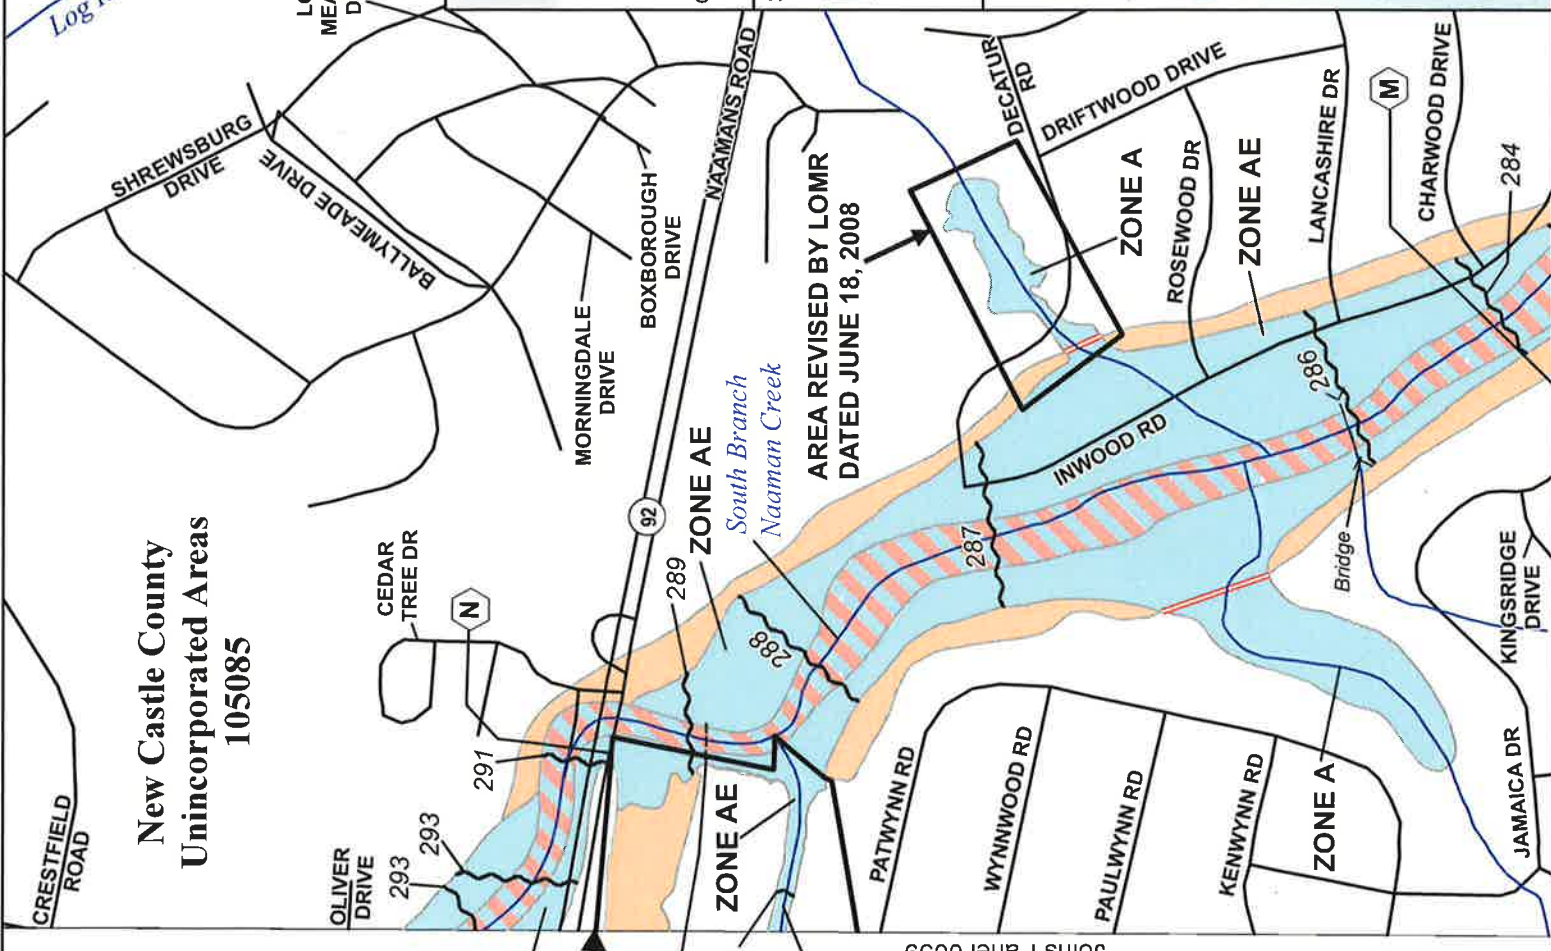 New Castle County
Unincorporated Areas
105085
CRESTFIELD
ROAD
OLIVER
DRIVE
293
293
291
N
CEDAR
TREE DR
SHREWSBURG
DRIVE
BALLYMEADE DRIVE
MORNINGDALE
DRIVE
BOXBOROUGH
DRIVE
NAAMANS ROAD
92
289
ZONE AE
South Branch
Naaman Creek
288
ZONE AE
AREA REVISED BY LOMR
DATED JUNE 18, 2008
DECATUR
RD
DRIFTWOOD DRIVE
ZONE A
ROSEWOOD DR
ZONE AE
LANCASHIRE DR
M
CHARWOOD DRIVE
284
286
INWOOD RD
287
Bridge
KINGSRIDGE
DRIVE
PATWYNN RD
WYNNWOOD RD
PAULWYNN RD
KENWYNN RD
ZONE A
JAMAICA DR
Log